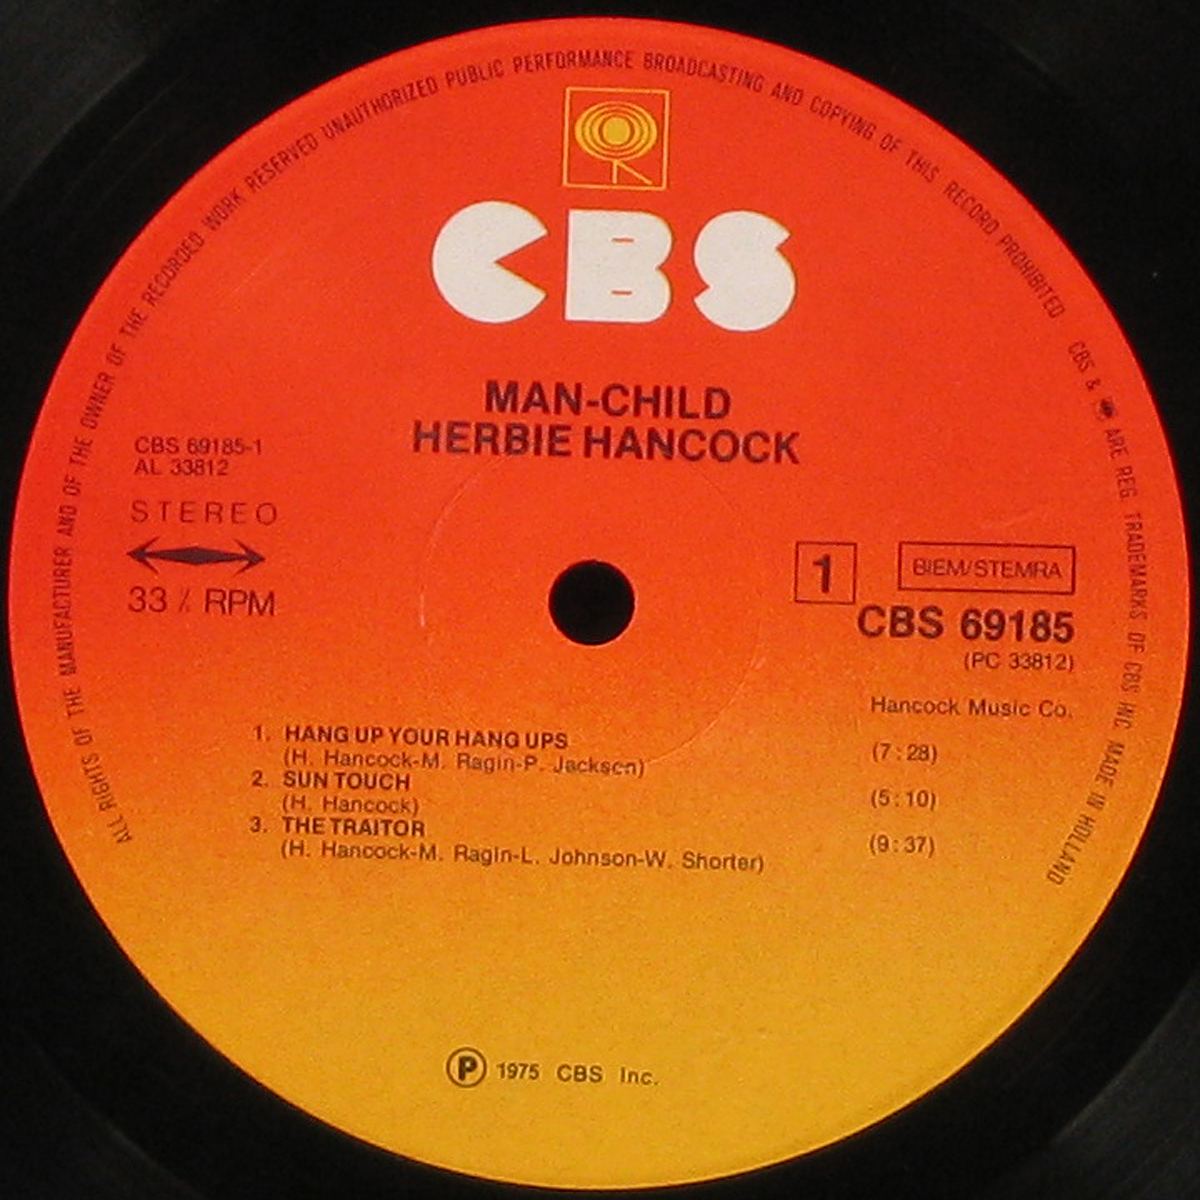 ALL RIGHTS OF THE MANUFACTURER AND OF THE OWNER OF THE RECORDED WORK RESERVED UNAUTHORIZED PUBLIC PERFORMANCE BROADCASTING AND COPYING OF THIS RECORD PROHIBITED CBS & ARE REG. TRADEMARKS OF CBS INC MADE IN HOLLAND
CBS
MAN-CHILD
HERBIE HANCOCK
CBS 69185-1
AL 33812
STEREO
33 ⅓ RPM
1
BIEM/STEMRA
CBS 69185
(PC 33812)
Hancock Music Co.
1. HANG UP YOUR HANG UPS (7:28)
(H. Hancock-M. Ragin-P. Jackson)
2. SUN TOUCH (5:10)
(H. Hancock)
3. THE TRAITOR (9:37)
(H. Hancock-M. Ragin-L. Johnson-W. Shorter)
Ⓟ 1975 CBS Inc.